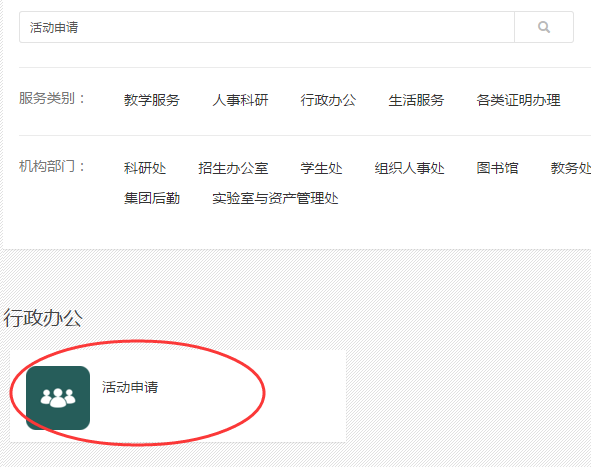 活动申请
服务类别： 教学服务 人事科研 行政办公 生活服务 各类证明办理
机构部门： 科研处 招生办公室 学生处 组织人事处 图书馆 教务处
集团后勤 实验室与资产管理处
行政办公
活动申请